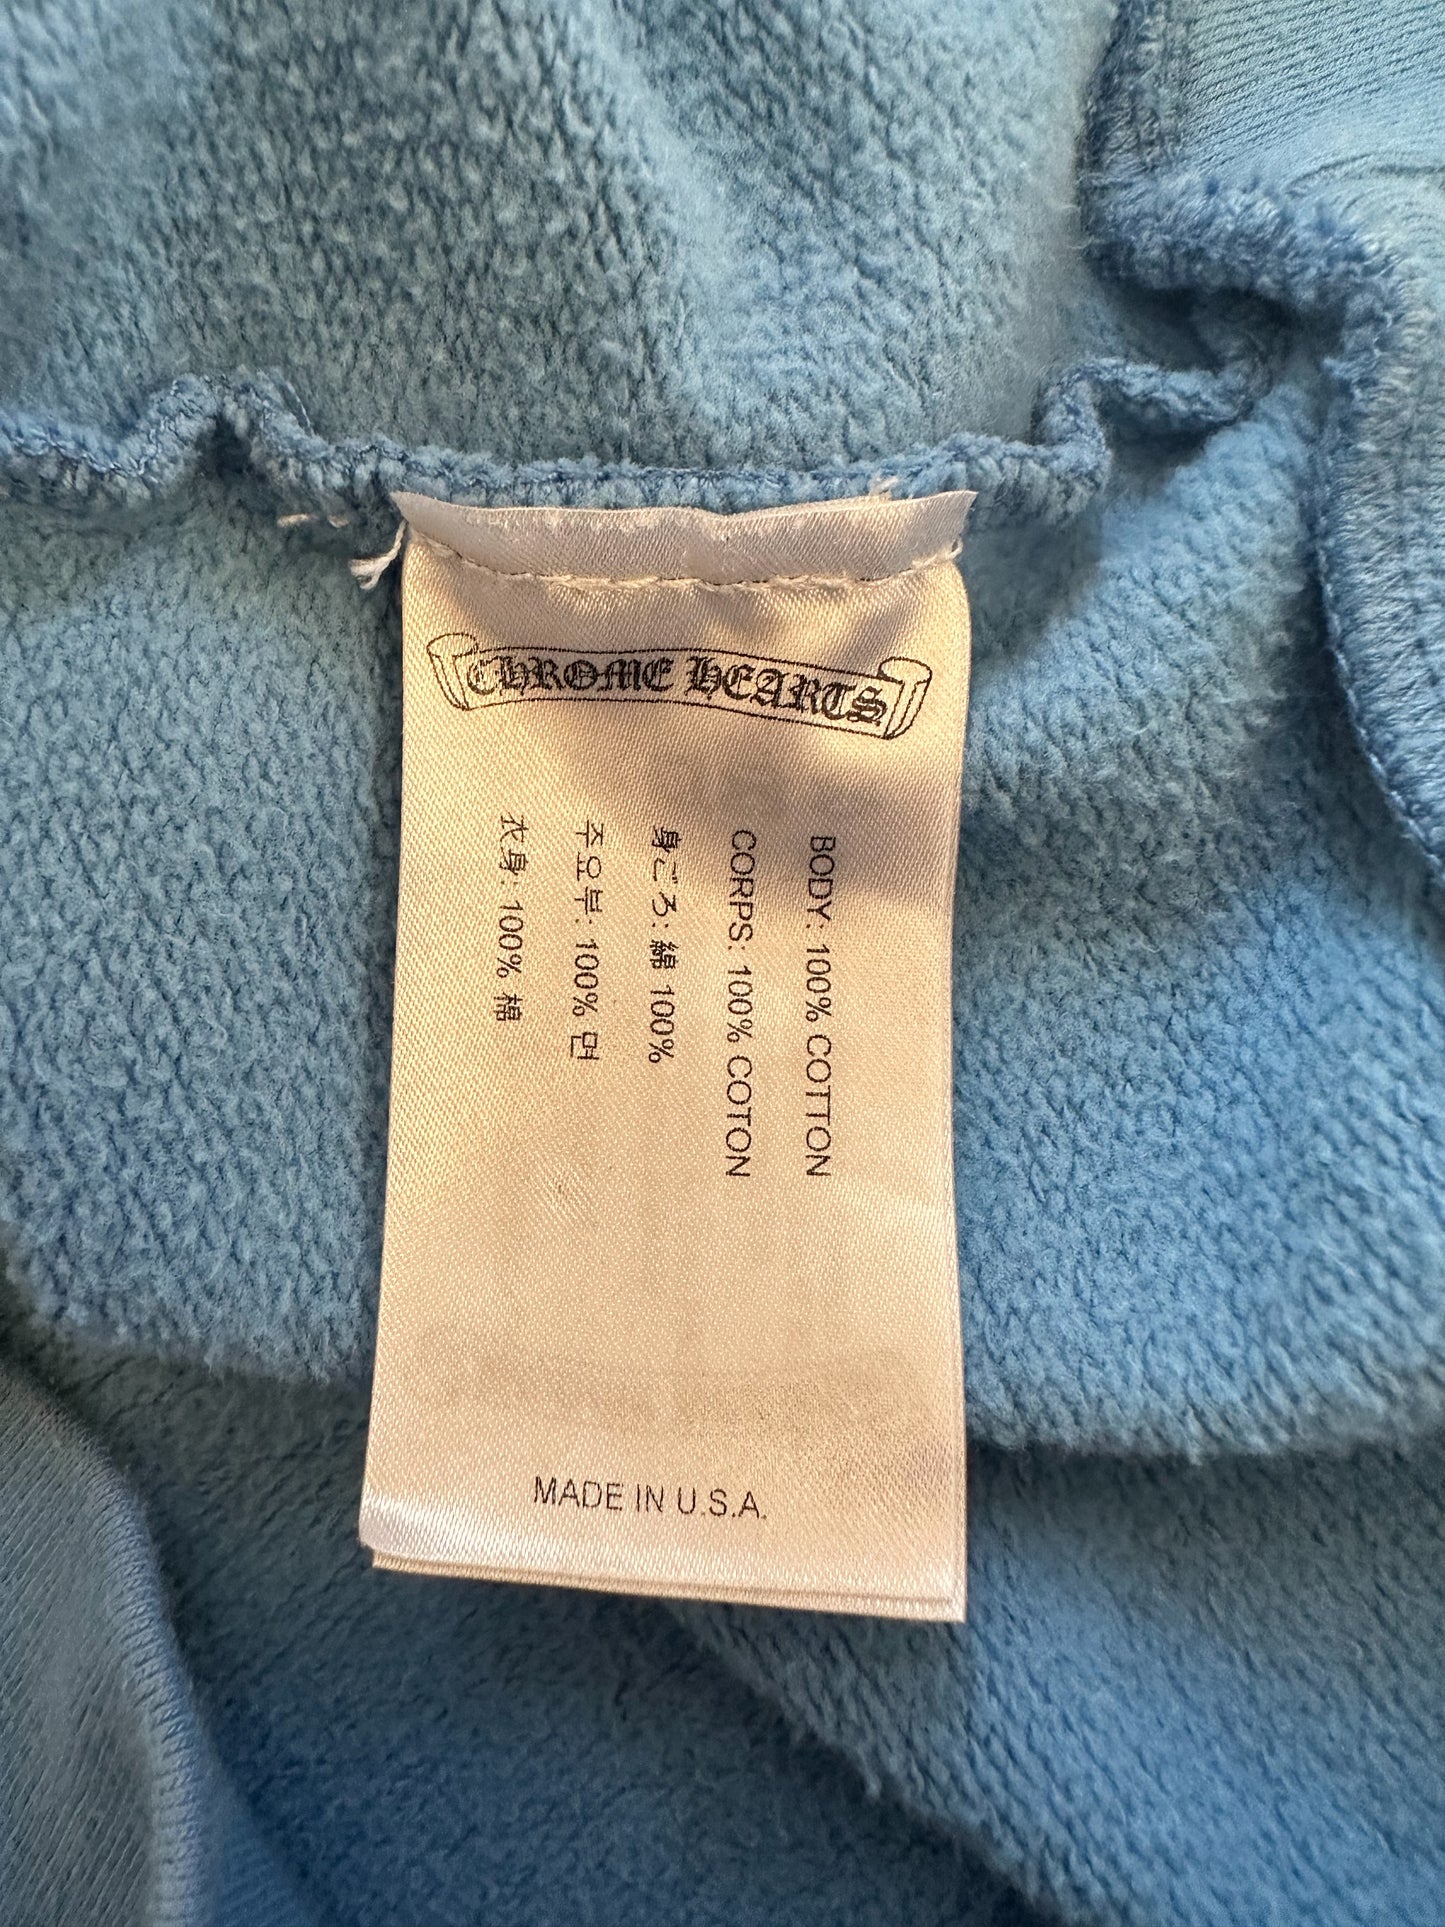 CHROME HEARTS
BODY: 100% COTTON
CORPS: 100% COTON
身ごろ: 綿 100%
주요부: 100% 면
衣身: 100% 棉
MADE IN U.S.A.